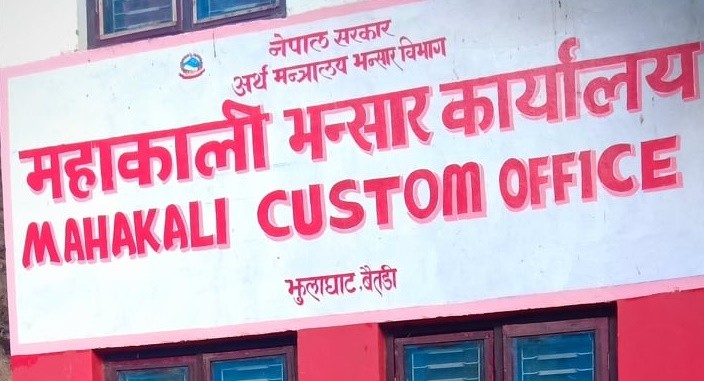 नेपाल सरकार
अर्थ मन्त्रालय भन्सार विभाग
महाकाली भन्सार कार्यालय
MAHAKALI CUSTOM OFFICE
झुलाघाट, बैतडी